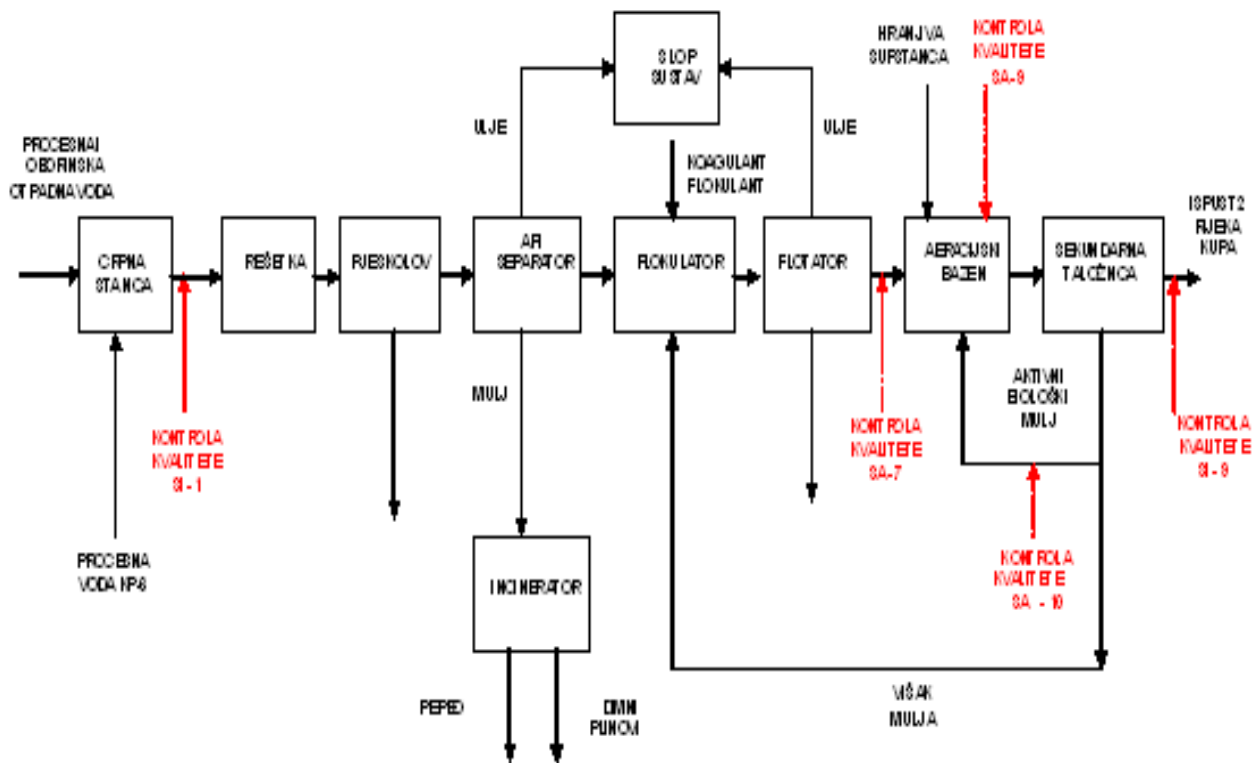 SLOP
SUSTAV
HRANJIVA
SUPSTANCA
KONTROLA
KVALITETE
SA-9
ULJE
ULJE
PROCESNA I
OBORINSKA
OTPADNA VODA
KOAGULANT
FLOKULANT
ISPUST 2
RIJEKA
KUPA
CRPNA
STANICA
REŠETKA
PJESKOLOV
API
SEPARATOR
FLOKULATOR
FLOTATOR
AERACIJSKI
BAZEN
SEKUNDARNA
TALOŽNICA
MULJ
AKTIVNI
BIOLOŠKI
MULJ
KONTROLA
KVALITETE
SI - 1
KONTROLA
KVALITETE
SA-7
KONTROLA
KVALITETE
SI - 9
PROCESNA
VODA KP-6
KONTROLA
KVALITETE
SA - 10
INCINERATOR
PEPEO
DIMNI
PLINOVI
VIŠAK
MULJA